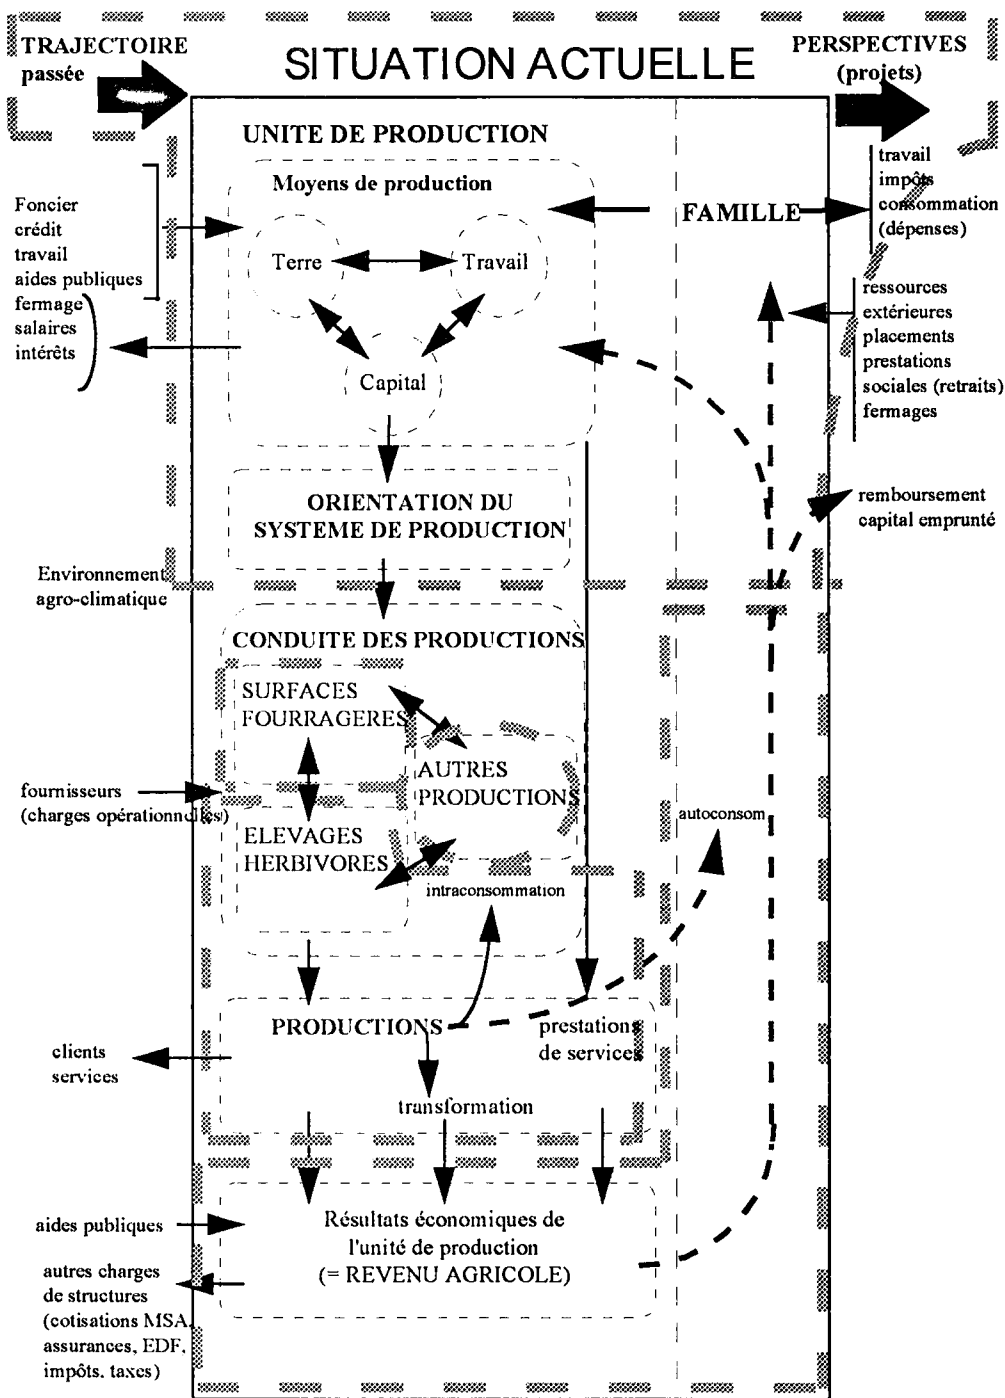 TRAJECTOIRE
passée
SITUATION ACTUELLE
PERSPECTIVES
(projets)
UNITE DE PRODUCTION
Moyens de production
Terre
Travail
Capital
FAMILLE
travail
impôts
consommation
(dépenses)
Foncier
crédit
travail
aides publiques
fermage
salaires
intérêts
ressources
extérieures
placements
prestations
sociales (retraits)
fermages
ORIENTATION DU
SYSTEME DE PRODUCTION
remboursement
capital emprunté
Environnement
agro-climatique
CONDUITE DES PRODUCTIONS
SURFACES
FOURRAGERES
AUTRES
PRODUCTIONS
fournisseurs
(charges opérationnelles)
ELEVAGES
HERBIVORES
intraconsommation
autoconsom
PRODUCTIONS
prestations
de services
clients
services
transformation
aides publiques
Résultats économiques de
l'unité de production
(= REVENU AGRICOLE)
autres charges
de structures
(cotisations MSA,
assurances, EDF,
impôts, taxes)